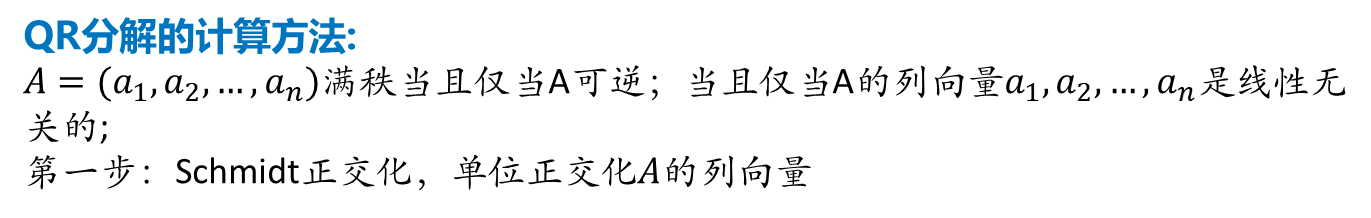 QR分解的计算方法:
𝐴 = (𝑎₁, 𝑎₂, … , 𝑎ₙ)满秩当且仅当A可逆；当且仅当A的列向量𝑎₁, 𝑎₂, … , 𝑎ₙ是线性无
关的;
第一步：Schmidt正交化，单位正交化𝐴的列向量